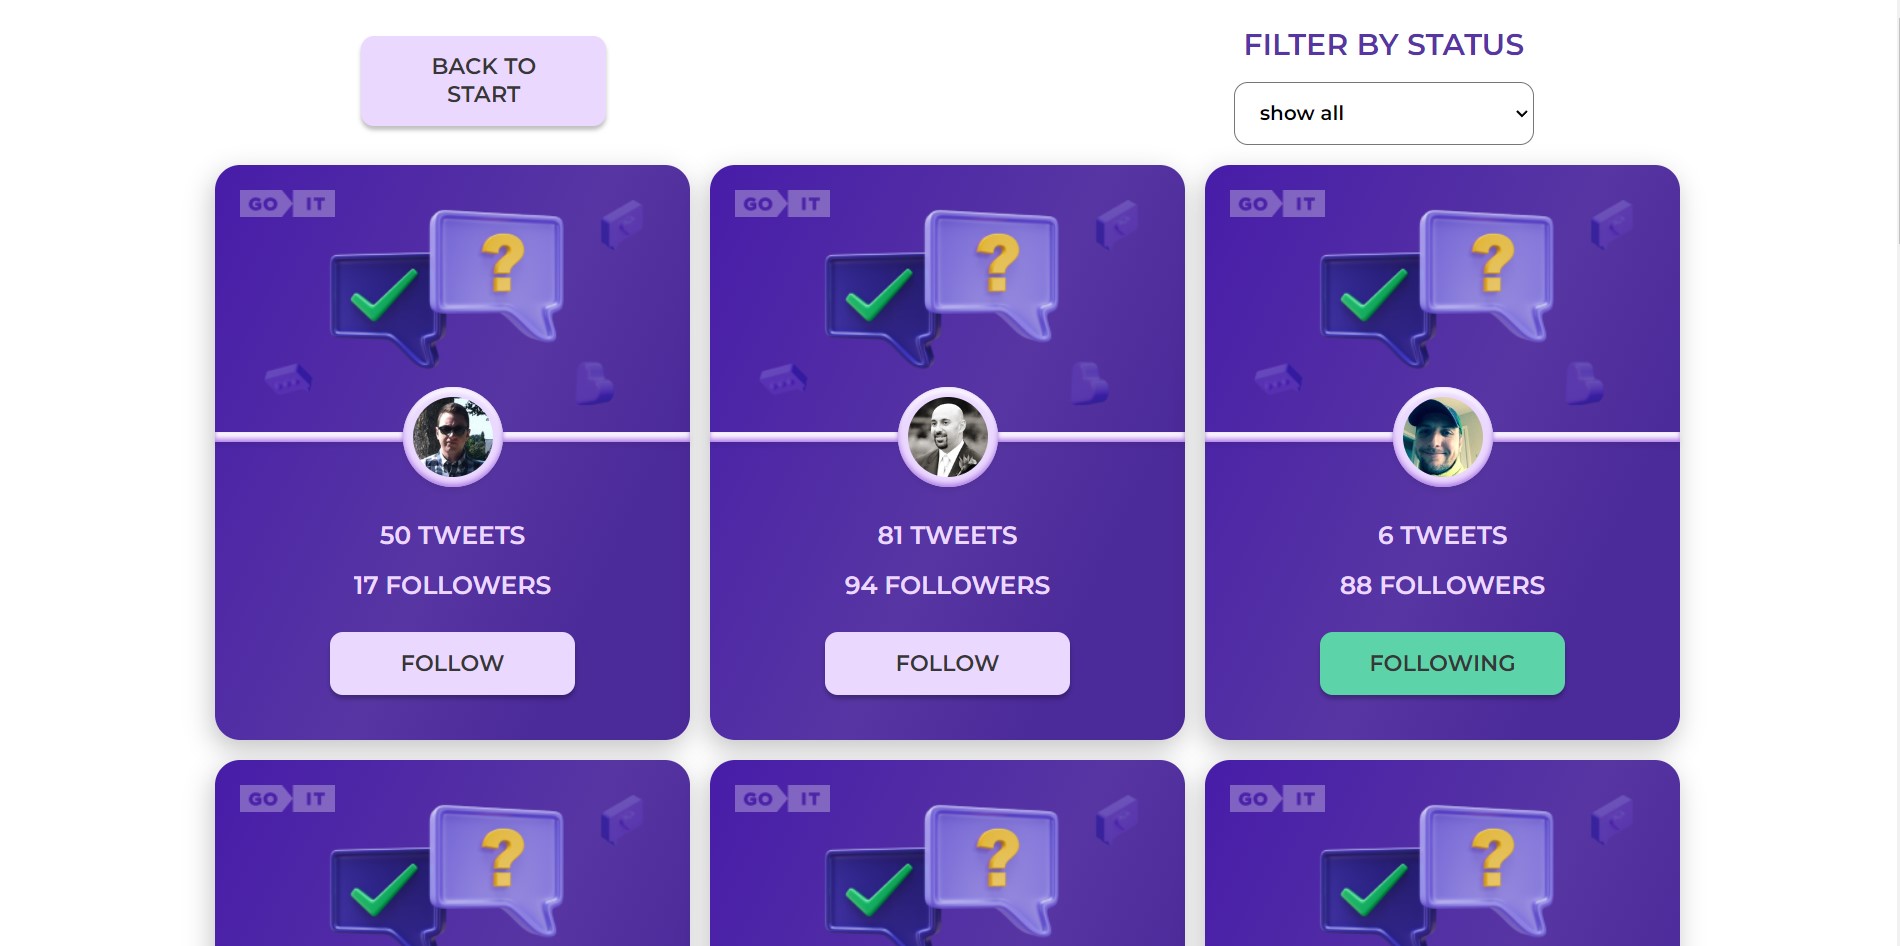 BACK TO
START
FILTER BY STATUS
show all
GO IT
?
50 TWEETS
17 FOLLOWERS
FOLLOW
GO IT
?
81 TWEETS
94 FOLLOWERS
FOLLOW
GO IT
?
6 TWEETS
88 FOLLOWERS
FOLLOWING
GO IT
?
GO IT
?
GO IT
?